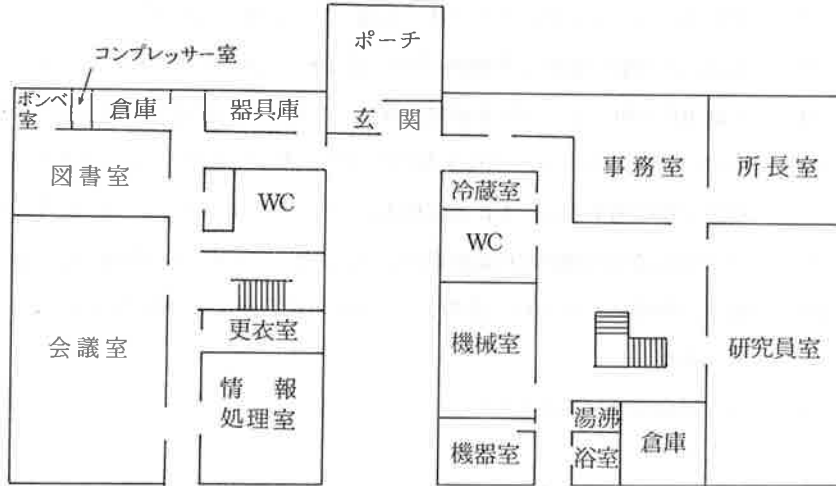 ポーチ
コンプレッサー室
ボンベ
室
倉庫
器具庫
玄関
図書室
WC
事務室
所長室
冷蔵室
WC
会議室
更衣室
機械室
研究員室
情報
処理室
湯沸
倉庫
機器室
浴室